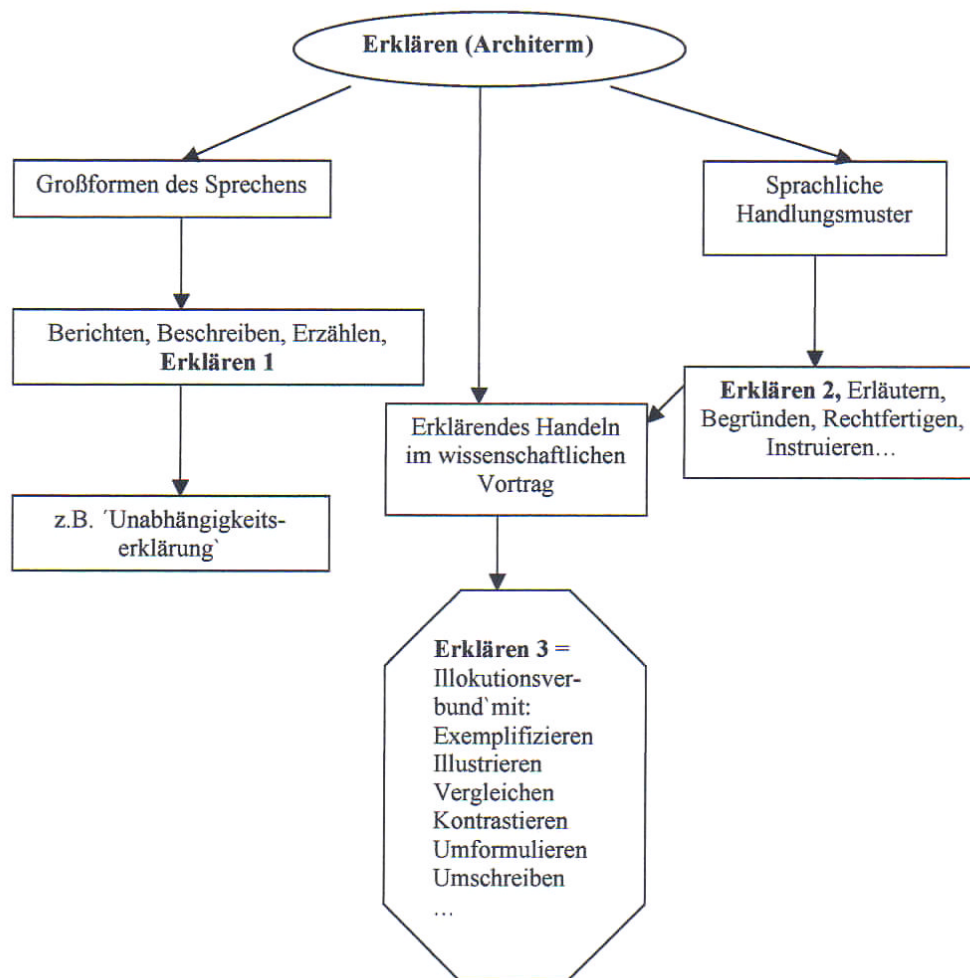 Erklären (Architerm)
Großformen des Sprechens
Sprachliche
Handlungsmuster
Berichten, Beschreiben, Erzählen,
Erklären 1
Erklären 2, Erläutern,
Begründen, Rechtfertigen,
Instruieren…
Erklärendes Handeln
im wissenschaftlichen
Vortrag
z.B. ´Unabhängigkeits-
erklärung`
Erklären 3 =
Illokutionsver-
bund`mit:
Exemplifizieren
Illustrieren
Vergleichen
Kontrastieren
Umformulieren
Umschreiben
…